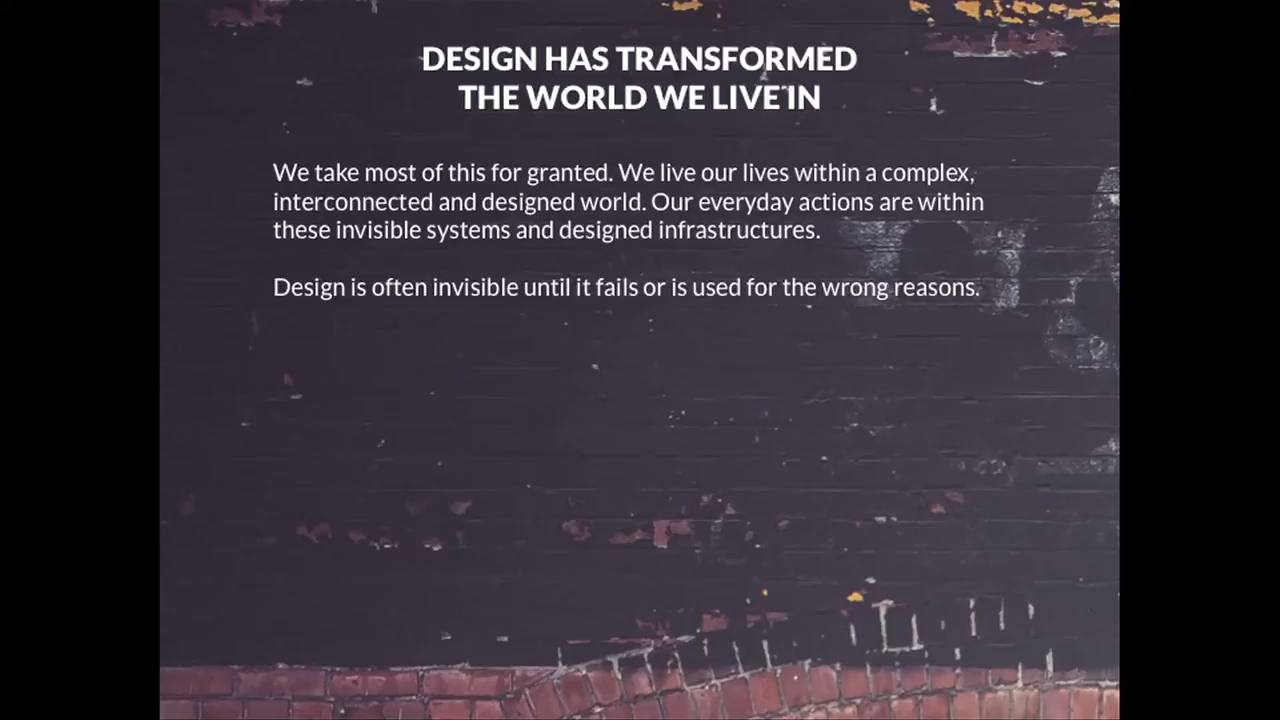 DESIGN HAS TRANSFORMED
THE WORLD WE LIVE IN
We take most of this for granted. We live our lives within a complex,
interconnected and designed world. Our everyday actions are within
these invisible systems and designed infrastructures.
Design is often invisible until it fails or is used for the wrong reasons.